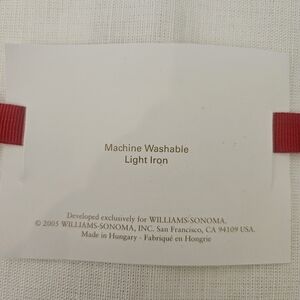 Machine Washable
Light Iron
Developed exclusively for WILLIAMS-SONOMA.
© 2005 WILLIAMS-SONOMA, INC. San Francisco, CA 94109 USA.
Made in Hungary - Fabriqué en Hongrie